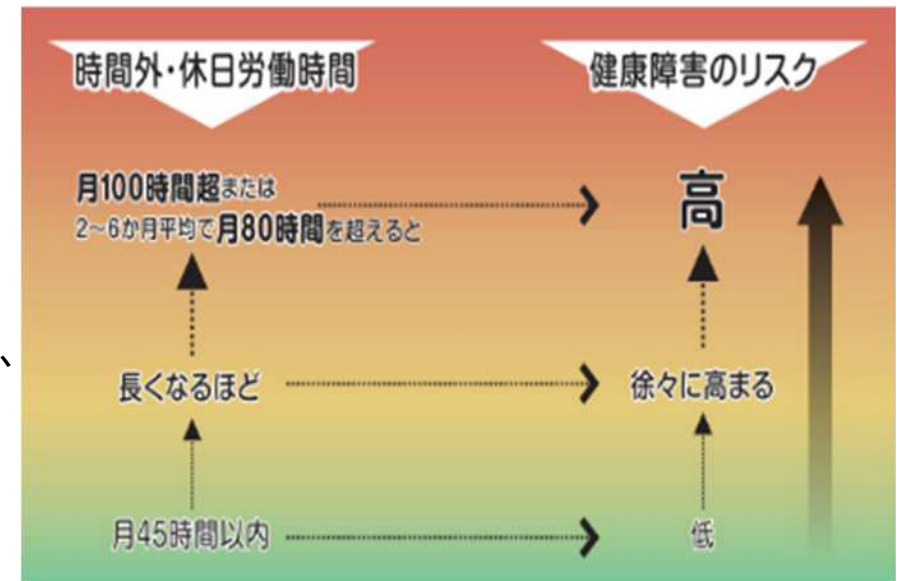 時間外・休日労働時間
健康障害のリスク
月100時間超または
2～6か月平均で月80時間を超えると
高
長くなるほど
徐々に高まる
月45時間以内
低
、